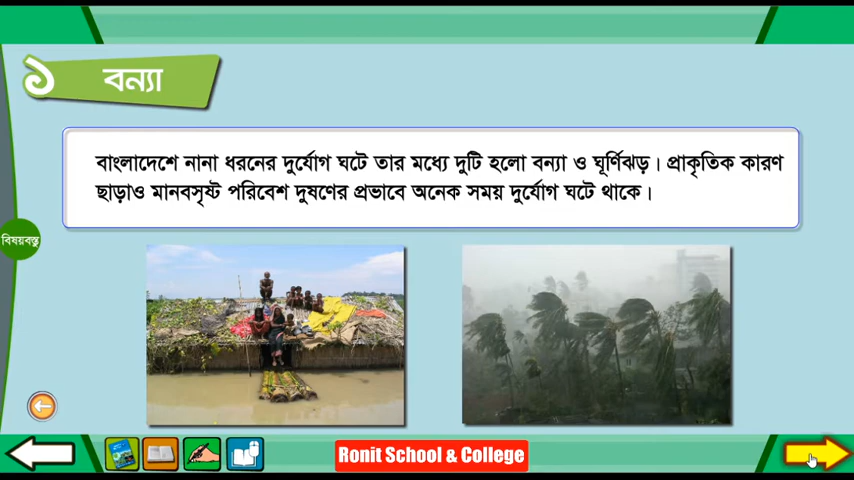 ১ বন্যা
বাংলাদেশে নানা ধরনের দুর্যোগ ঘটে তার মধ্যে দুটি হলো বন্যা ও ঘূর্ণিঝড়। প্রাকৃতিক কারণ
ছাড়াও মানবসৃষ্ট পরিবেশ দুষণের প্রভাবে অনেক সময় দুর্যোগ ঘটে থাকে।
বিষয়বস্তু
Ronit School & College